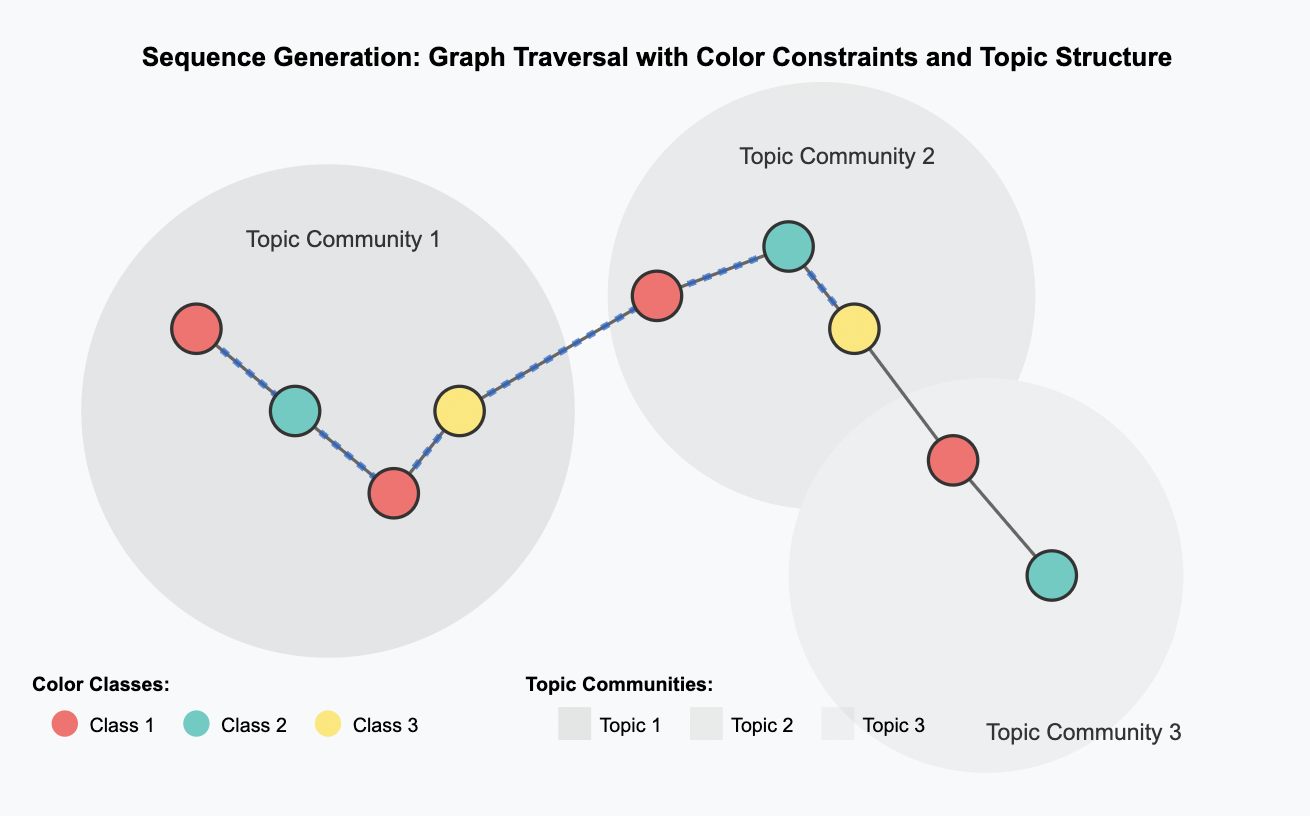 Sequence Generation: Graph Traversal with Color Constraints and Topic Structure
Topic Community 2
Topic Community 1
Color Classes:
Class 1
Class 2
Class 3
Topic Communities:
Topic 1
Topic 2
Topic 3
Topic Community 3